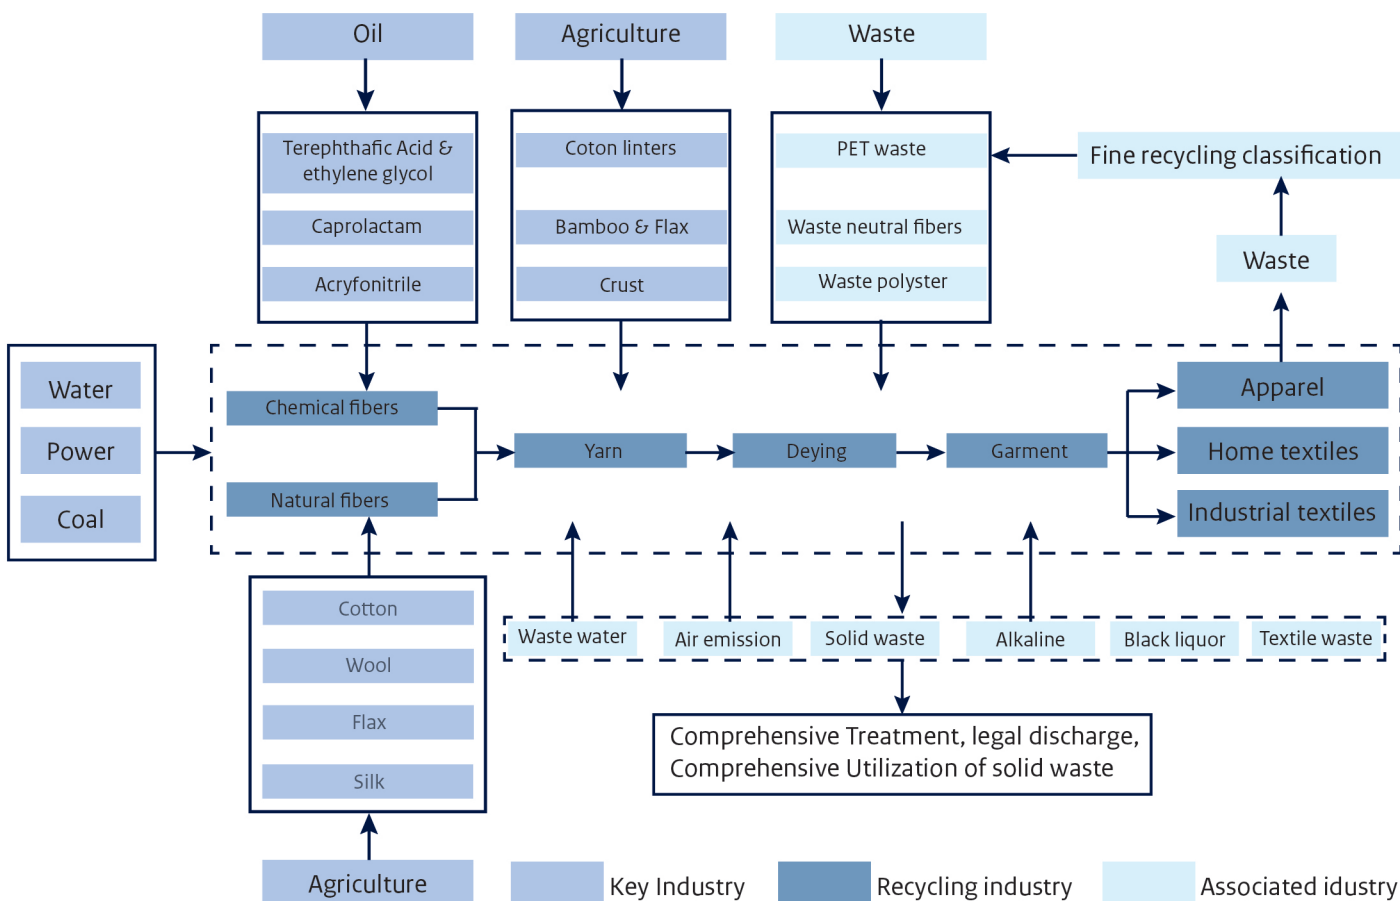 Oil
Agriculture
Waste
Terephthafic Acid &
ethylene glycol
Caprolactam
Acryfonitrile
Coton linters
Bamboo & Flax
Crust
PET waste
Waste neutral fibers
Waste polyster
Fine recycling classification
Waste
Water
Power
Coal
Chemical fibers
Natural fibers
Yarn
Deying
Garment
Apparel
Home textiles
Industrial textiles
Cotton
Wool
Flax
Silk
Agriculture
Waste water
Air emission
Solid waste
Alkaline
Black liquor
Textile waste
Comprehensive Treatment, legal discharge,
Comprehensive Utilization of solid waste
Key Industry
Recycling industry
Associated idustry